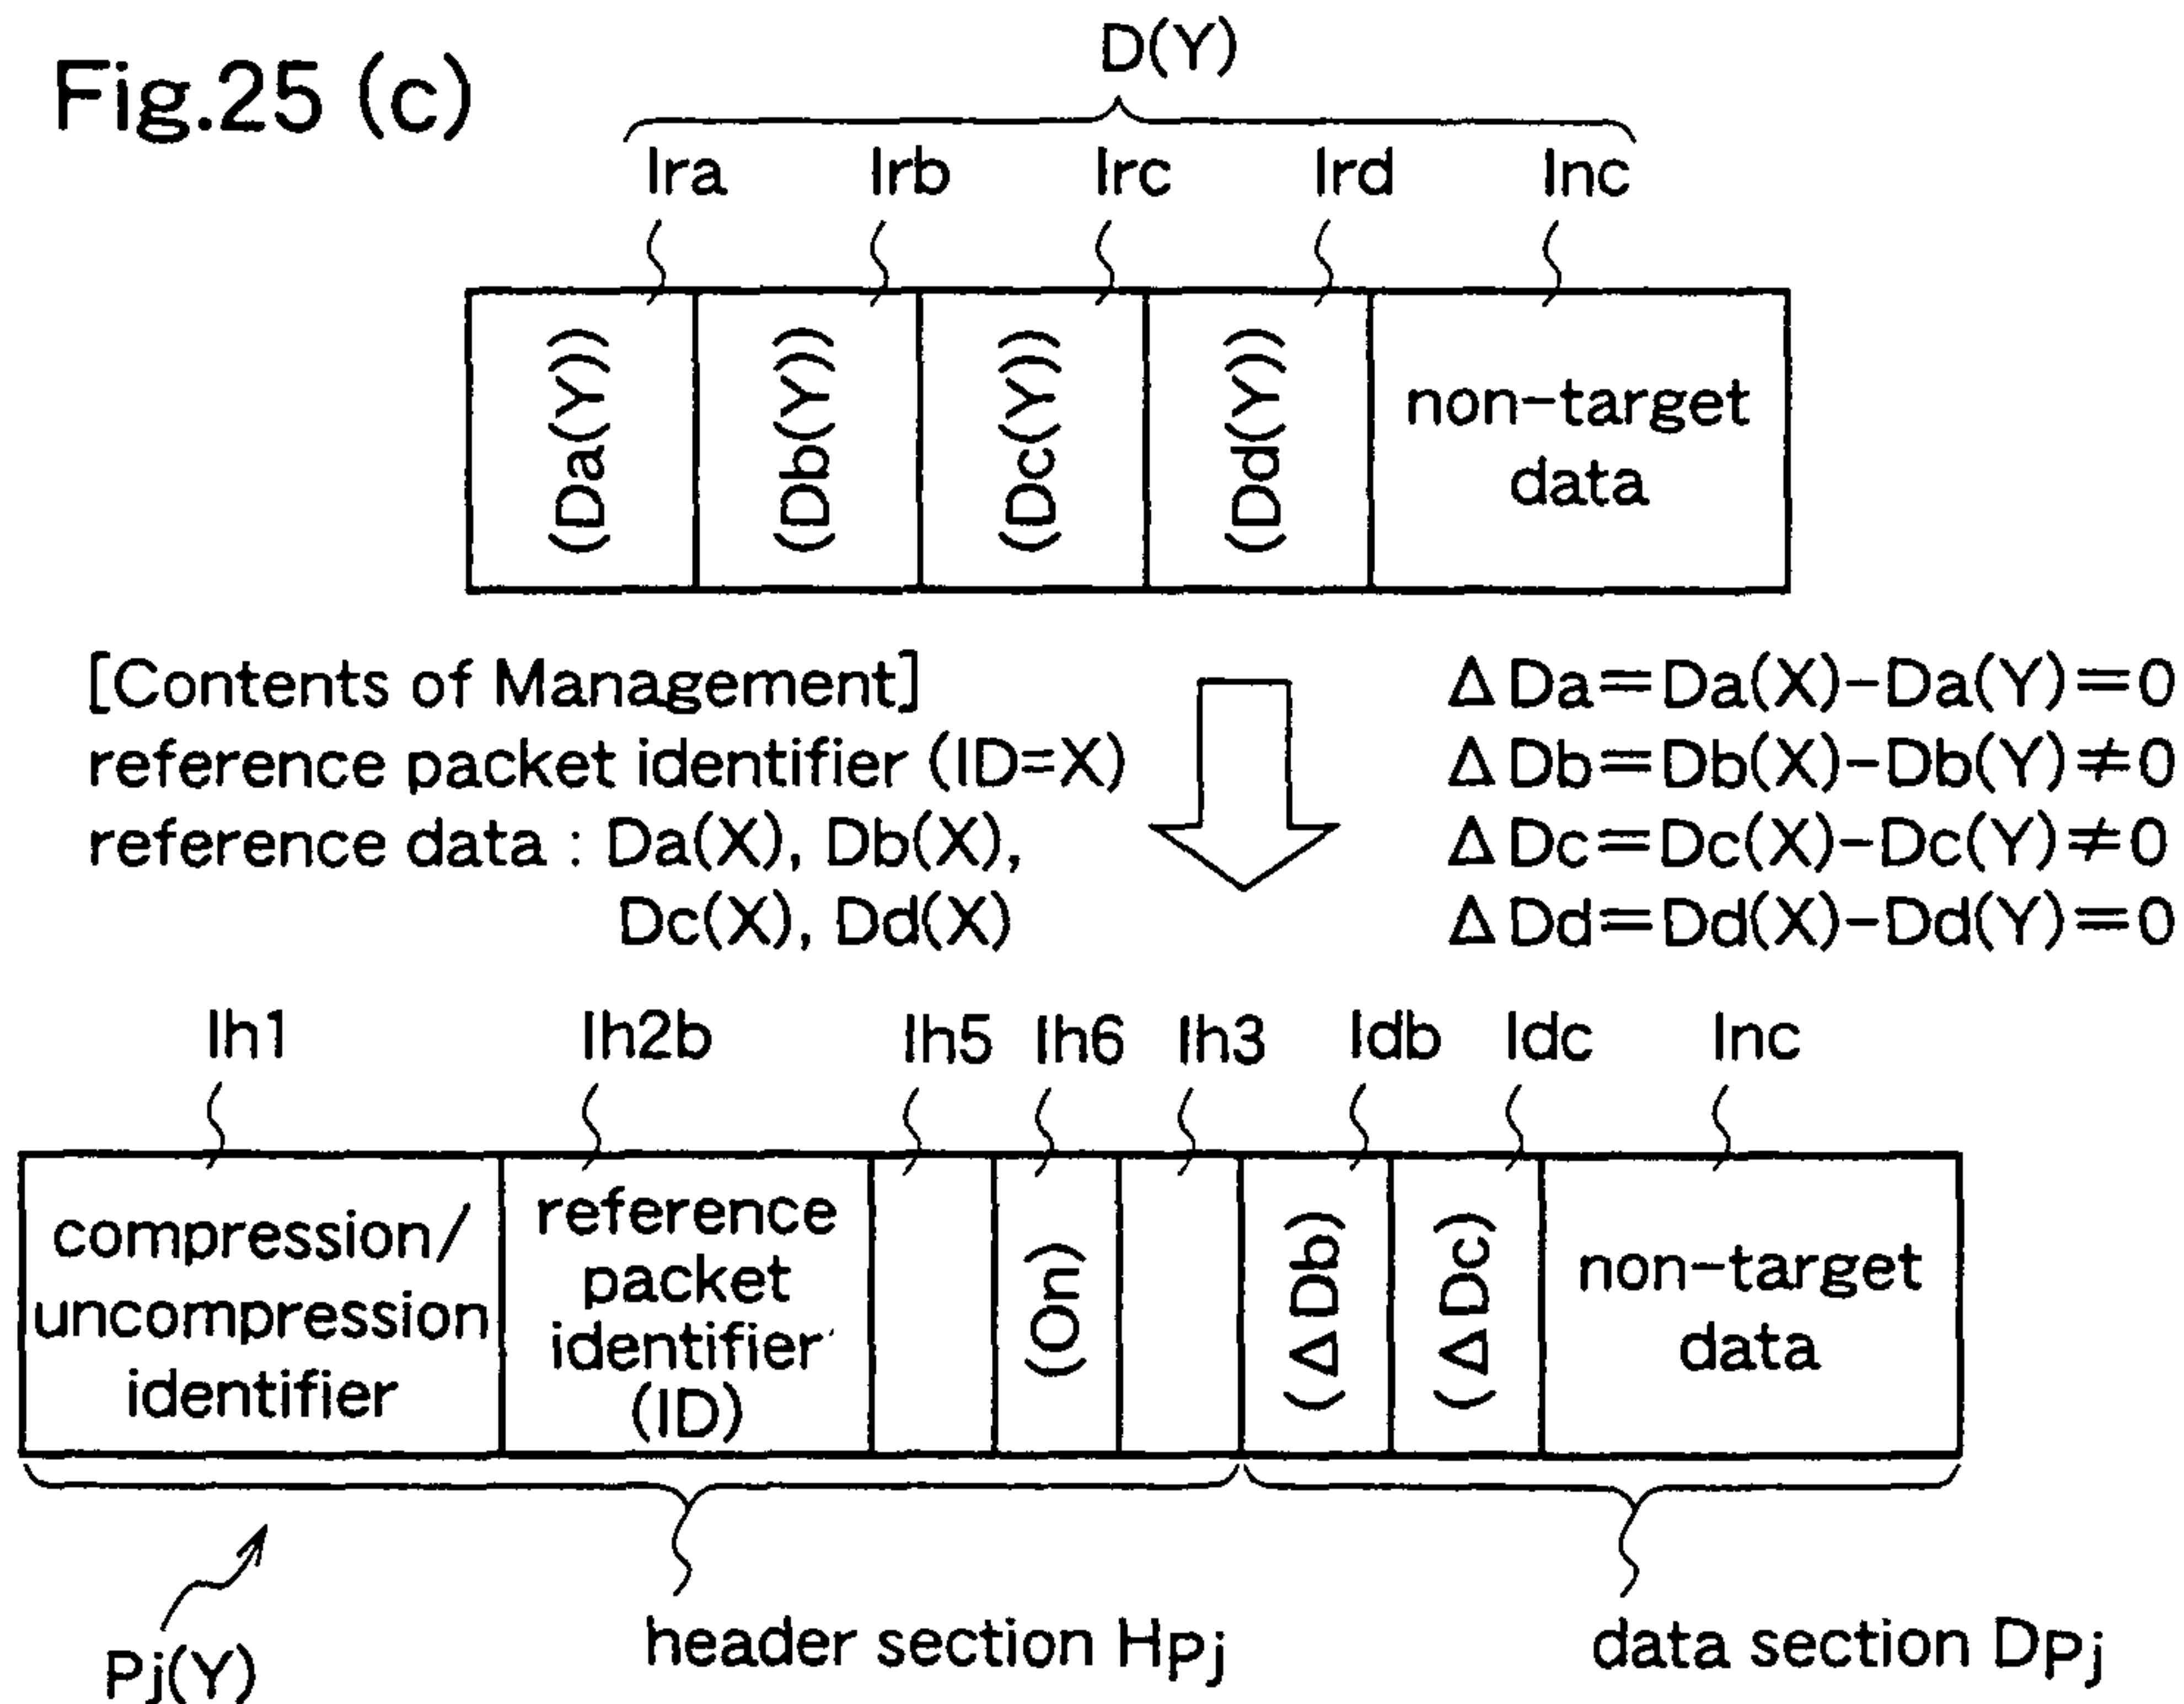 Fig.25 (c)
D(Y)
Ira Irb Irc Ird Inc
(Da(Y)) (Db(Y)) (Dc(Y)) (Dd(Y)) non-target
data
[Contents of Management]
reference packet identifier (ID=X)
reference data : Da(X), Db(X),
Dc(X), Dd(X)
ΔDa=Da(X)-Da(Y)=0
ΔDb=Db(X)-Db(Y)≠0
ΔDc=Dc(X)-Dc(Y)≠0
ΔDd=Dd(X)-Dd(Y)=0
Ih1 Ih2b Ih5 Ih6 Ih3 Idb Idc Inc
compression/
uncompression
identifier
reference
packet
identifier
(ID)
(On)
(ΔDb)
(ΔDc)
non-target
data
Pj(Y)
header section Hpj
data section Dpj